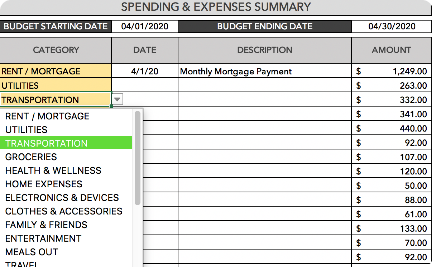 SPENDING & EXPENSES SUMMARY
BUDGET STARTING DATE 04/01/2020 BUDGET ENDING DATE 04/30/2020
CATEGORY DATE DESCRIPTION AMOUNT
RENT / MORTGAGE 4/1/20 Monthly Mortgage Payment $ 1,249.00
UTILITIES $ 263.00
TRANSPORTATION $ 332.00
RENT / MORTGAGE $ 341.00
UTILITIES $ 440.00
TRANSPORTATION $ 92.00
GROCERIES $ 107.00
HEALTH & WELLNESS $ 120.00
HOME EXPENSES $ 50.00
ELECTRONICS & DEVICES $ 88.00
CLOTHES & ACCESSORIES $ 61.00
FAMILY & FRIENDS $ 133.00
ENTERTAINMENT $ 70.00
MEALS OUT $ 92.00
TRAVEL